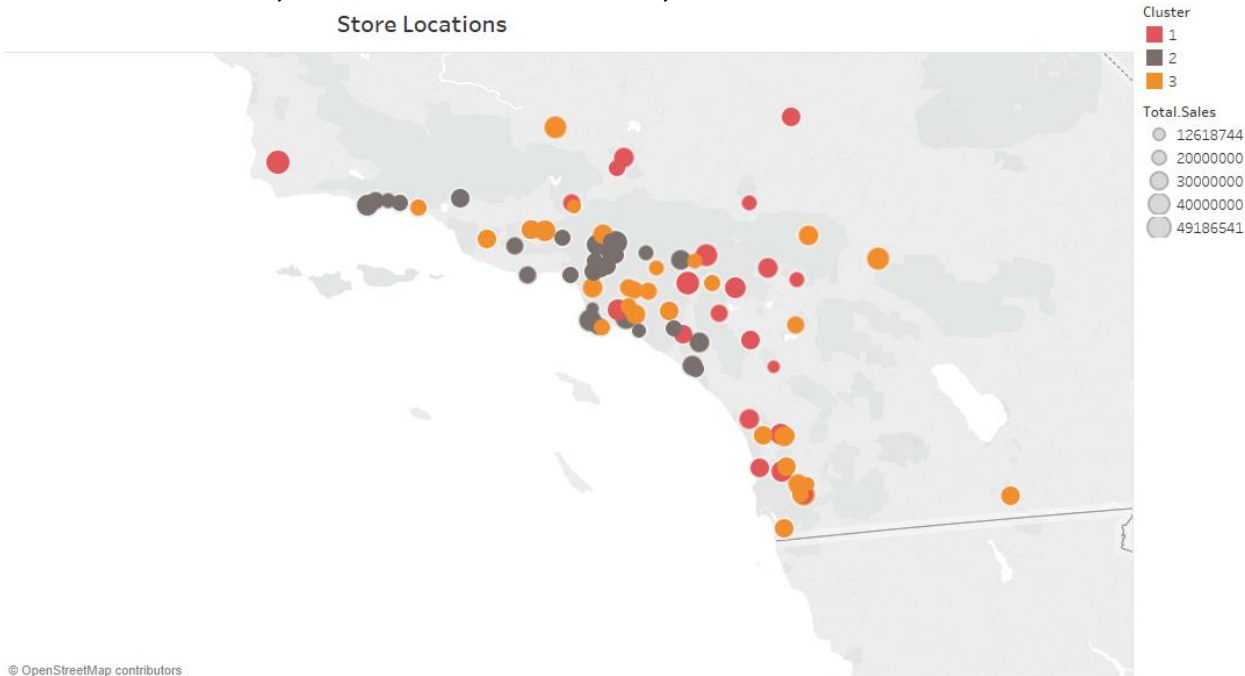 Store Locations
Cluster
1
2
3
Total.Sales
12618744
20000000
30000000
40000000
49186541
© OpenStreetMap contributors